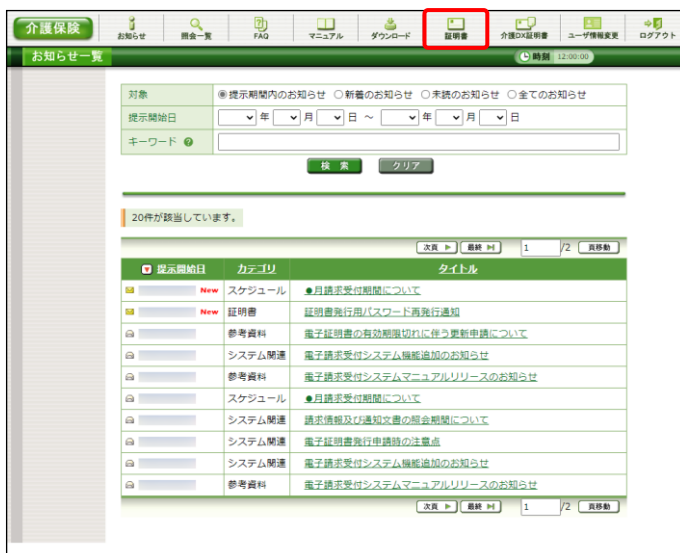 介護保険
お知らせ 照会一覧 FAQ マニュアル ダウンロード 証明書 介護DX証明書 ユーザ情報変更 ログアウト
お知らせ一覧 時刻 12:00:00
対象 提示期間内のお知らせ 新着のお知らせ 未読のお知らせ 全てのお知らせ
提示開始日 年 月 日 ～ 年 月 日
キーワード ?
検索 クリア
20件が該当しています。
次頁 最終 1 /2 頁移動
提示開始日 カテゴリ タイトル
New スケジュール ●月請求受付期間について
New 証明書 証明書発行用パスワード再発行通知
参考資料 電子証明書の有効期限切れに伴う更新申請について
システム関連 電子請求受付システム機能追加のお知らせ
参考資料 電子請求受付システムマニュアルリリースのお知らせ
スケジュール ●月請求受付期間について
システム関連 請求情報及び通知文書の照会期間について
システム関連 電子証明書発行申請時の注意点
システム関連 電子請求受付システム機能追加のお知らせ
参考資料 電子請求受付システムマニュアルリリースのお知らせ
次頁 最終 1 /2 頁移動